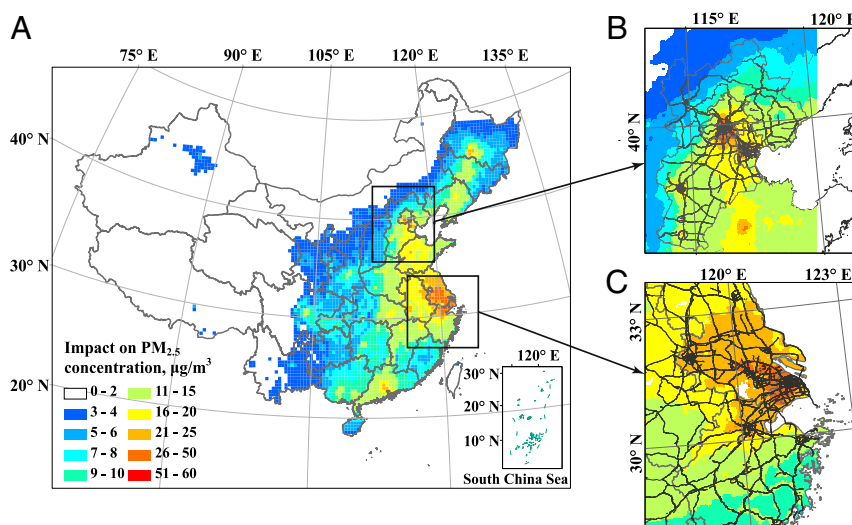 A
75° E
90° E
105° E
120° E
135° E
40° N
30° N
20° N
Impact on PM2.5
concentration, µg/m3
0 - 2
3 - 4
5 - 6
7 - 8
9 - 10
11 - 15
16 - 20
21 - 25
26 - 50
51 - 60
120° E
30° N
20° N
10° N
South China Sea
B
115° E
120° E
40° N
C
120° E
123° E
33° N
30° N